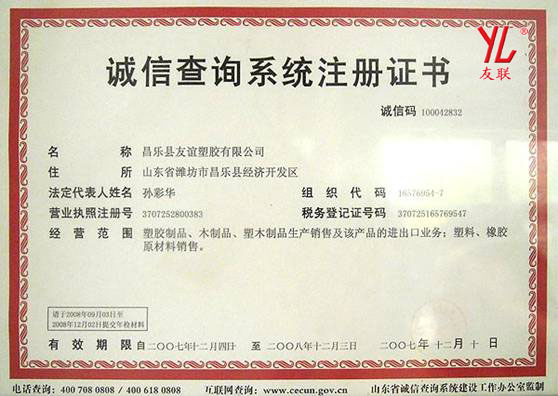 YL®
友联
诚信查询系统注册证书
诚信码 100042832
名 称 昌乐县友谊塑胶有限公司
住 所 山东省潍坊市昌乐县经济开发区
法定代表人姓名 孙彩华 组织代码 16576954-7
营业执照注册号 3707252800383 税务登记证号码 370725165769547
经营范围 塑胶制品、木制品、塑木制品生产销售及该产品的进出口业务；塑料、橡胶
原材料销售。
请于2008年09月03日至
2008年12月02日提交年检材料
有效期限 自二〇〇七年十二月四日 至 二〇〇八年十二月三日 二〇〇七年十二月十日
电话查询：400 708 0808 / 400 618 0808 互联网查询：www.cecun.gov.cn 山东省诚信查询系统建设工作办公室监制